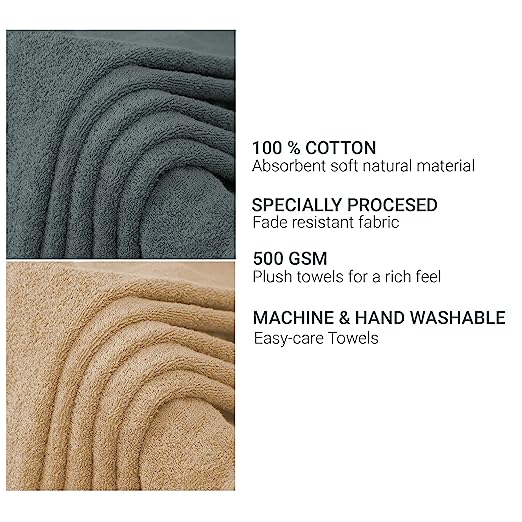 100 % COTTON
Absorbent soft natural material
SPECIALLY PROCESED
Fade resistant fabric
500 GSM
Plush towels for a rich feel
MACHINE & HAND WASHABLE
Easy-care Towels